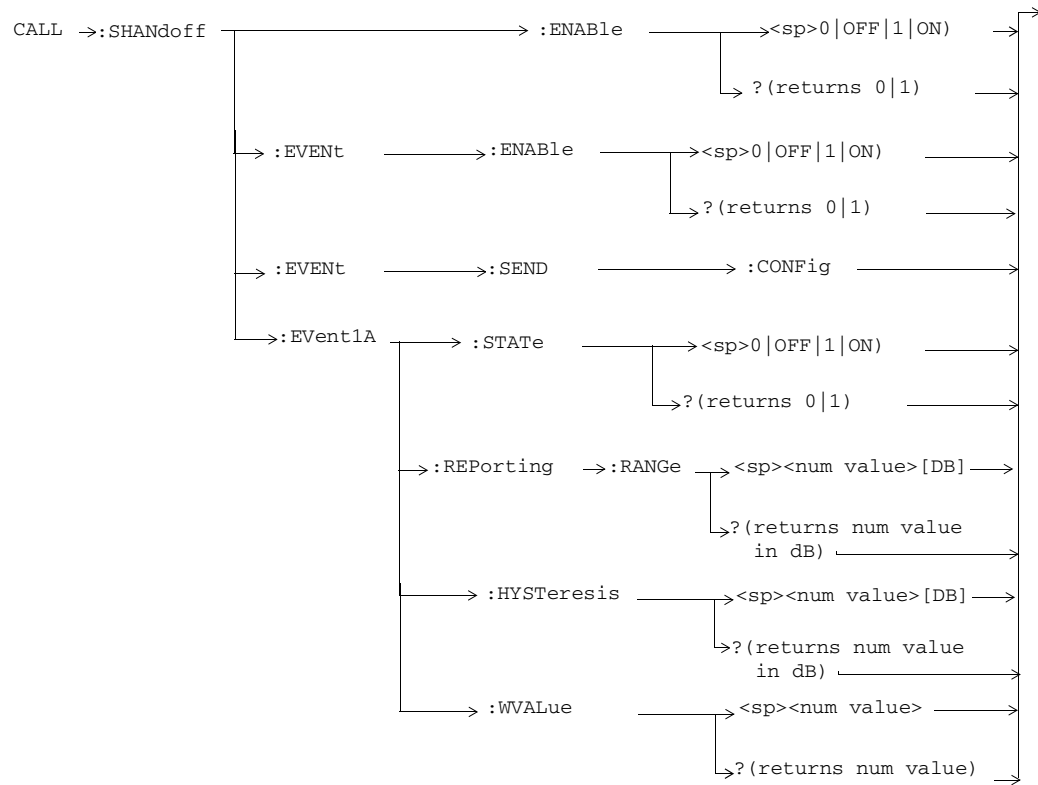 CALL :SHANdoff :ENABle <sp>0|OFF|1|ON)
?(returns 0|1)
:EVENt :ENABle <sp>0|OFF|1|ON)
?(returns 0|1)
:EVENt :SEND :CONFig
:EVent1A :STATe <sp>0|OFF|1|ON)
?(returns 0|1)
:REPorting :RANGe <sp><num value>[DB]
?(returns num value
in dB)
:HYSTeresis <sp><num value>[DB]
?(returns num value
in dB)
:WVALue <sp><num value>
?(returns num value)